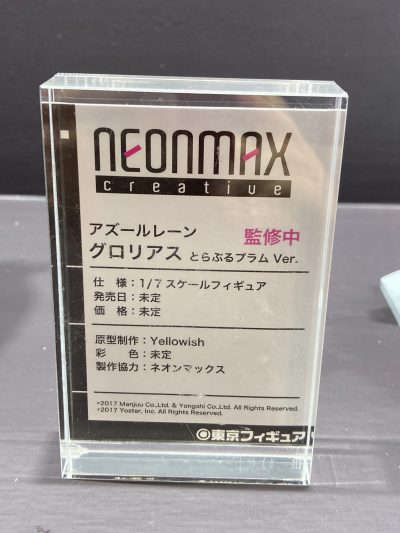 NEONMAX
creative
アズールレーン
監修中
グロリアス とらぶるプラム Ver.
仕 様：1/7スケールフィギュア
発売日：未定
価 格：未定
原型制作：Yellowish
彩 色：未定
製作協力：ネオンマックス
©2017 Manjuu Co.,Ltd. & Yongshi Co.,Ltd. All Rights Reserved.
©2017 Yostar, Inc. All Rights Reserved.
東京フィギュア